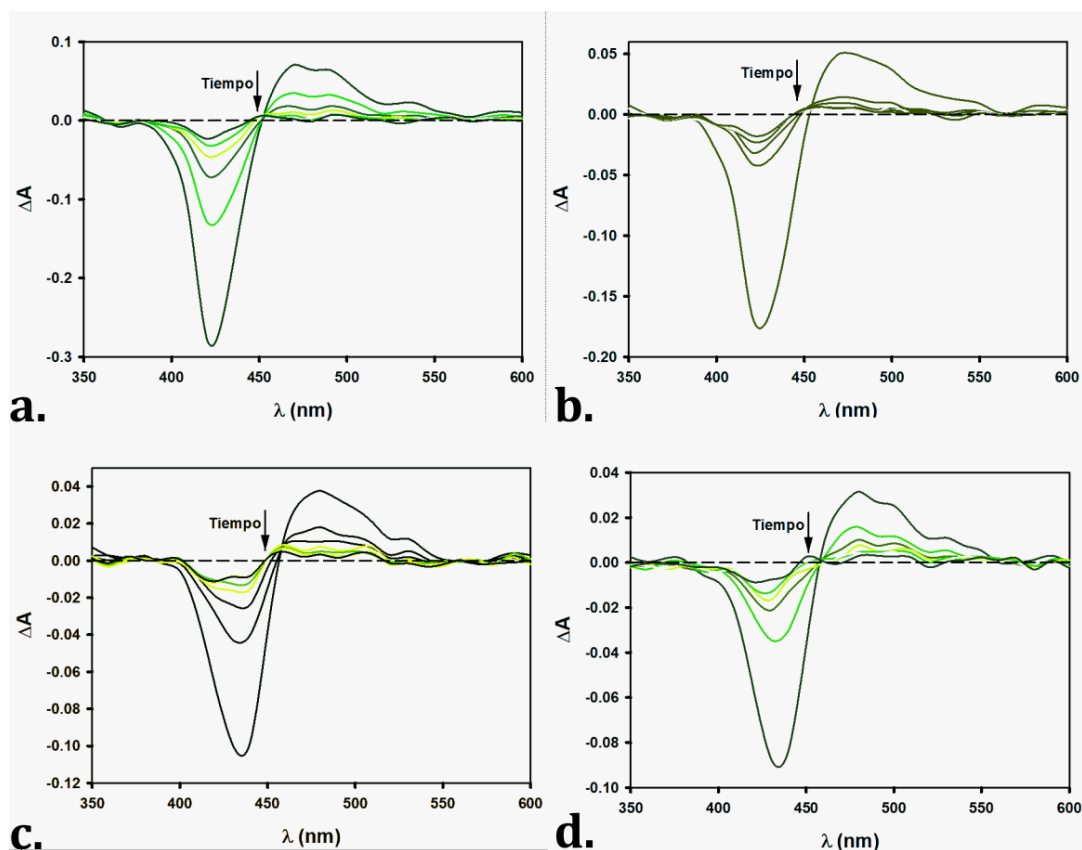 0.1
0.0
-0.1
-0.2
-0.3
ΔA
Tiempo
350 400 450 500 550 600
λ (nm)
a.
0.05
0.00
-0.05
-0.10
-0.15
-0.20
ΔA
Tiempo
350 400 450 500 550 600
λ (nm)
b.
0.04
0.02
0.00
-0.02
-0.04
-0.06
-0.08
-0.10
-0.12
ΔA
Tiempo
350 400 450 500 550 600
λ (nm)
c.
0.04
0.02
0.00
-0.02
-0.04
-0.06
-0.08
-0.10
ΔA
Tiempo
350 400 450 500 550 600
λ (nm)
d.